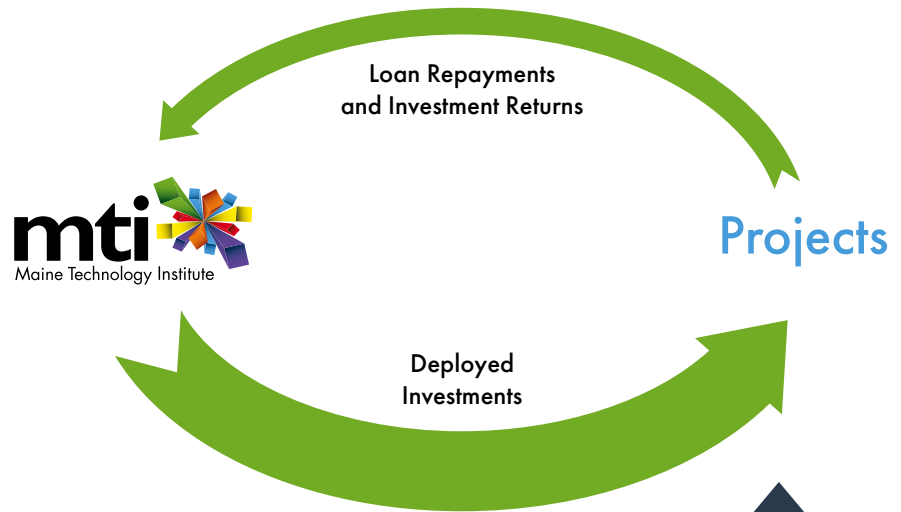 Loan Repayments
and Investment Returns
mti
Maine Technology Institute
Projects
Deployed
Investments